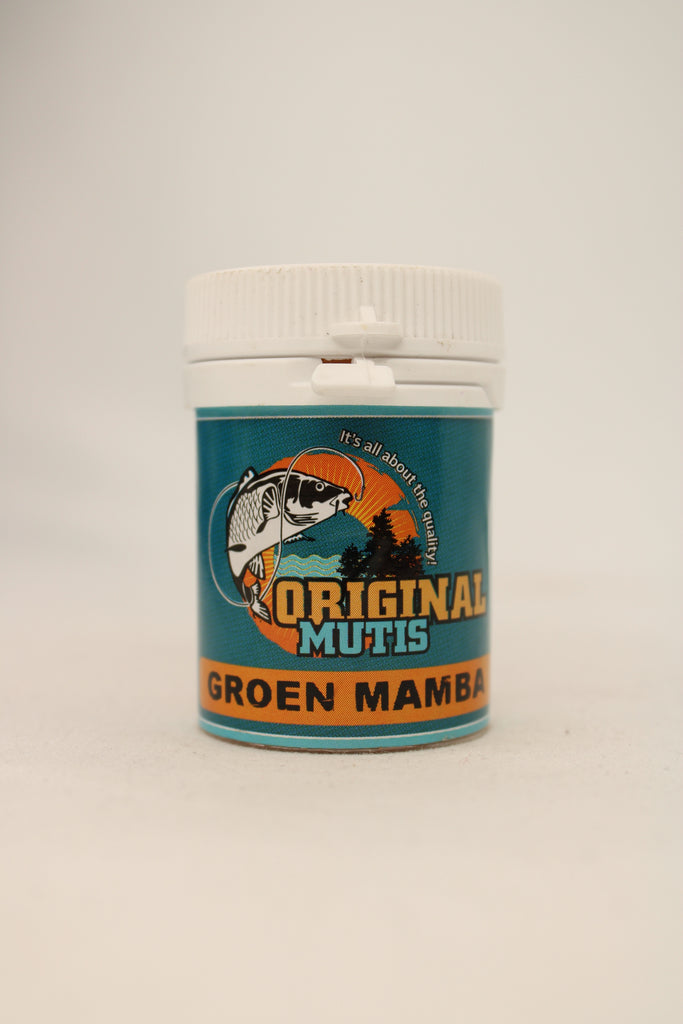 It's all about the quality!
ORIGINAL
MUTIS
GROEN MAMBA